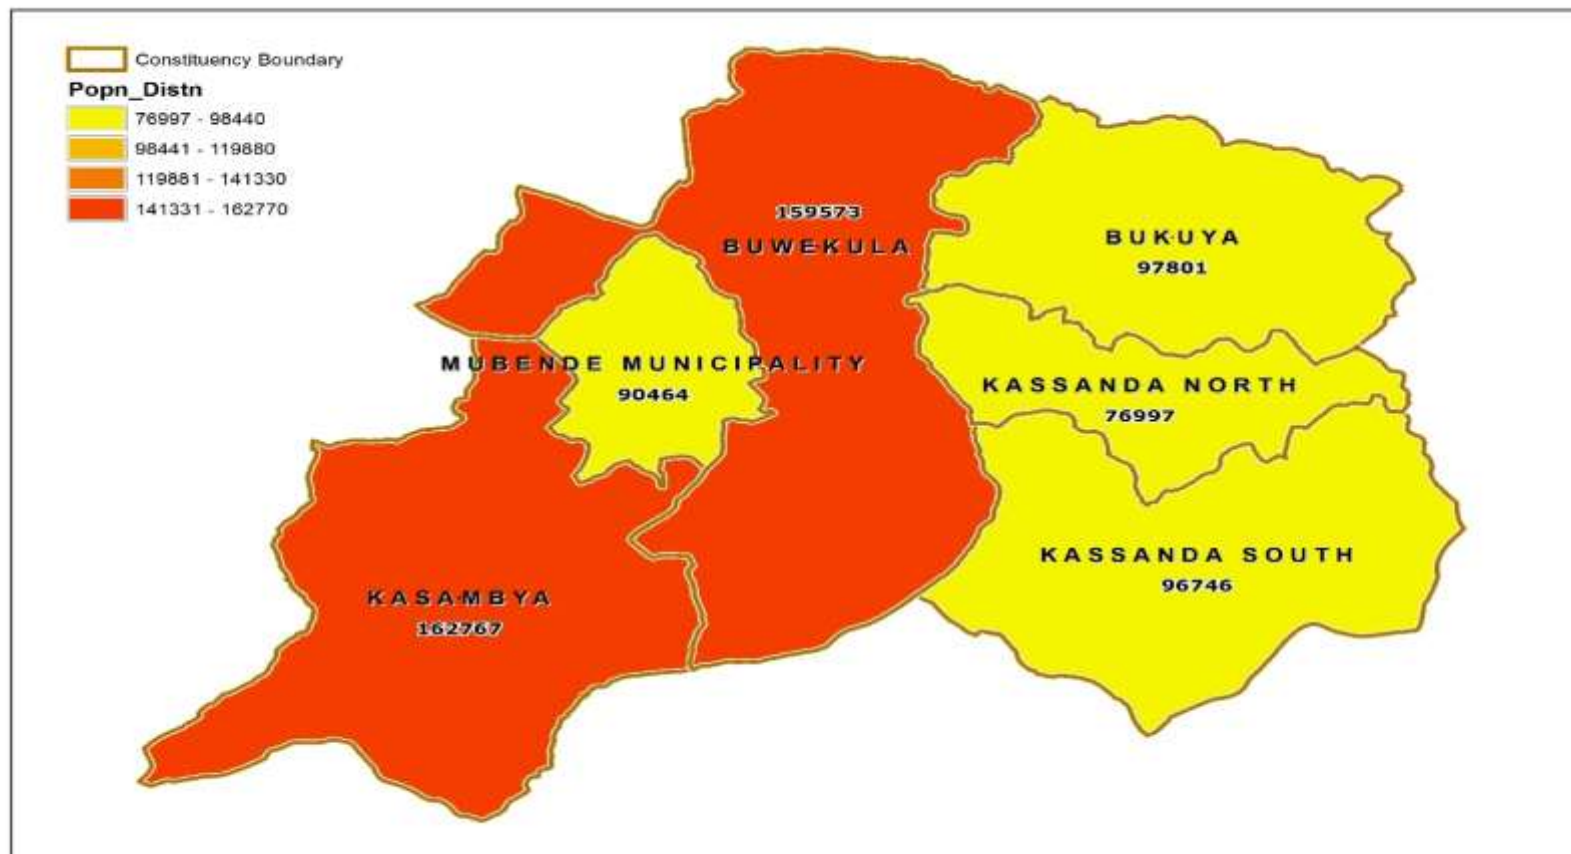 Constituency Boundary
Popn_Distn
76997 - 98440
98441 - 119880
119881 - 141330
141331 - 162770
159573
BUWEKULA
BUKUYA
97801
MUBENDE MUNICIPALITY
90464
KASSANDA NORTH
76997
KASSANDA SOUTH
96746
KASAMBYA
162767